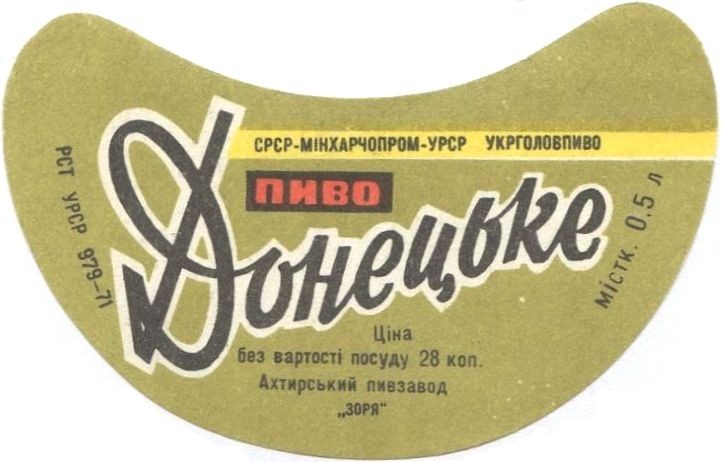 СРСР-МІНХАРЧОПРОМ-УРСР УКРГОЛОВПИВО
ПИВО
Донецьке
Ціна
без вартості посуду 28 коп.
Ахтирський пивзавод
„ЗОРЯ“
РСТ УРСР 976-71
МІСТК. 0,5 л